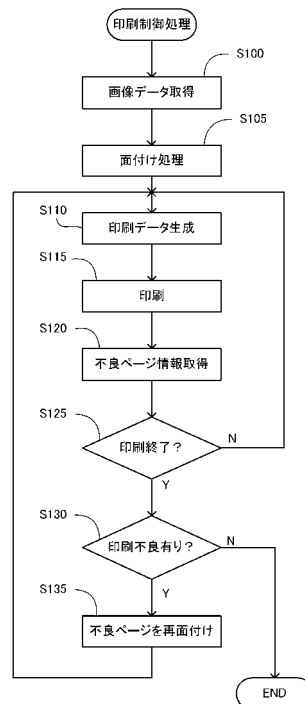 印刷制御処理
S100
画像データ取得
S105
面付け処理
S110
印刷データ生成
S115
印刷
S120
不良ページ情報取得
S125
印刷終了?
N
Y
S130
印刷不良有り?
N
Y
S135
不良ページを再面付け
END